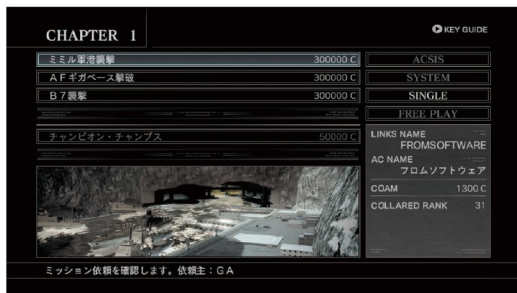 CHAPTER 1
KEY GUIDE
ミミル軍港襲撃 300000 C
AFギガベース撃破 300000 C
B7襲撃 300000 C
チャンピオン・チャンプス 50000 C
ACSIS
SYSTEM
SINGLE
FREE PLAY
LINKS NAME
FROMSOFTWARE
AC NAME
フロムソフトウェア
COAM 1300 C
COLLARED RANK 31
ミッション依頼を確認します。依頼主:GA